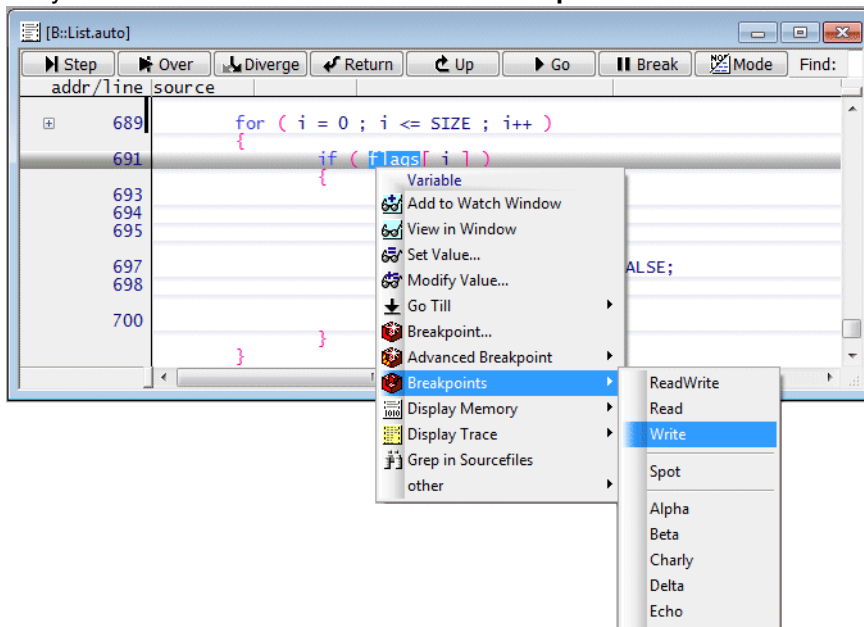 [B::List.auto]
Step Over Diverge Return Up Go Break Mode Find:
addr/line source
689 for ( i = 0 ; i <= SIZE ; i++ )
{
691 if ( flags[ i ] )
{
Variable
Add to Watch Window
693
View in Window
694
695
Set Value...
697 ALSE;
Modify Value...
698
Go Till
700
Breakpoint...
}
Advanced Breakpoint
}
Breakpoints
ReadWrite
Display Memory
Read
Display Trace
Write
Grep in Sourcefiles
Spot
other
Alpha
Beta
Charly
Delta
Echo